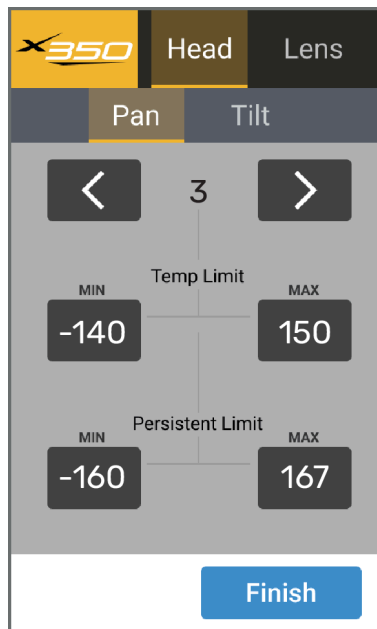 x350 Head Lens
Pan Tilt
< 3 >
Temp Limit
MIN MAX
-140 150
Persistent Limit
MIN MAX
-160 167
Finish